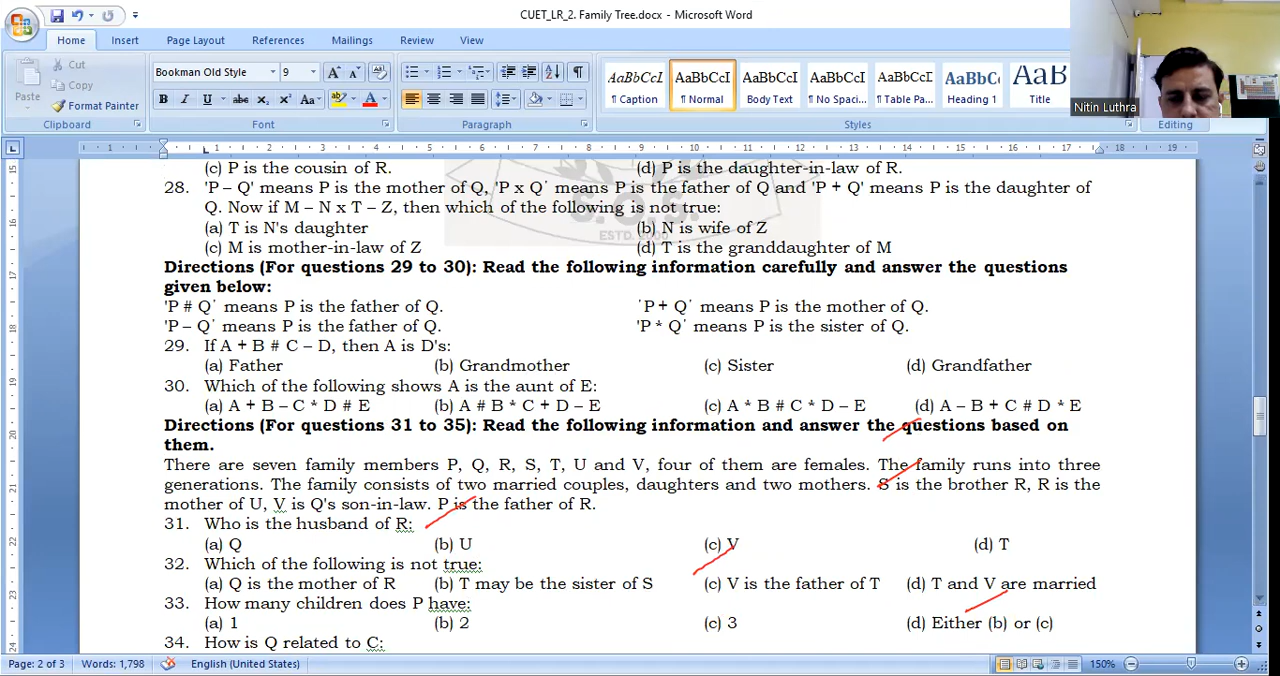 CUET_LR_2. Family Tree.docx - Microsoft Word
Home Insert Page Layout References Mailings Review View
Cut
Copy
Paste
Format Painter
Clipboard
Bookman Old Style 9
Font
Paragraph
AaBbCcI AaBbCcI AaBbCcI AaBbCcI AaBbCcI AaBbC AaBbC
¶ Caption ¶ Normal Body Text ¶ No Spaci... ¶ Table Pa... Heading 1 Title
Styles
Editing
Nitin Luthra
(c) P is the cousin of R. (d) P is the daughter-in-law of R.
28. 'P – Q' means P is the mother of Q, 'P x Q' means P is the father of Q and 'P + Q' means P is the daughter of
Q. Now if M – N x T – Z, then which of the following is not true:
(a) T is N's daughter (b) N is wife of Z
ESTD. 2000
(c) M is mother-in-law of Z (d) T is the granddaughter of M
Directions (For questions 29 to 30): Read the following information carefully and answer the questions
given below:
'P # Q' means P is the father of Q. 'P + Q' means P is the mother of Q.
'P – Q' means P is the father of Q. 'P * Q' means P is the sister of Q.
29. If A + B # C – D, then A is D's:
(a) Father (b) Grandmother (c) Sister (d) Grandfather
30. Which of the following shows A is the aunt of E:
(a) A + B – C * D # E (b) A # B * C + D – E (c) A * B # C * D – E (d) A – B + C # D * E
Directions (For questions 31 to 35): Read the following information and answer the questions based on
them.
There are seven family members P, Q, R, S, T, U and V, four of them are females. The family runs into three
generations. The family consists of two married couples, daughters and two mothers. S is the brother R, R is the
mother of U, V is Q's son-in-law. P is the father of R.
31. Who is the husband of R:
(a) Q (b) U (c) V (d) T
32. Which of the following is not true:
(a) Q is the mother of R (b) T may be the sister of S (c) V is the father of T (d) T and V are married
33. How many children does P have:
(a) 1 (b) 2 (c) 3 (d) Either (b) or (c)
34. How is Q related to C:
Page: 2 of 3 Words: 1,798 English (United States) 150%